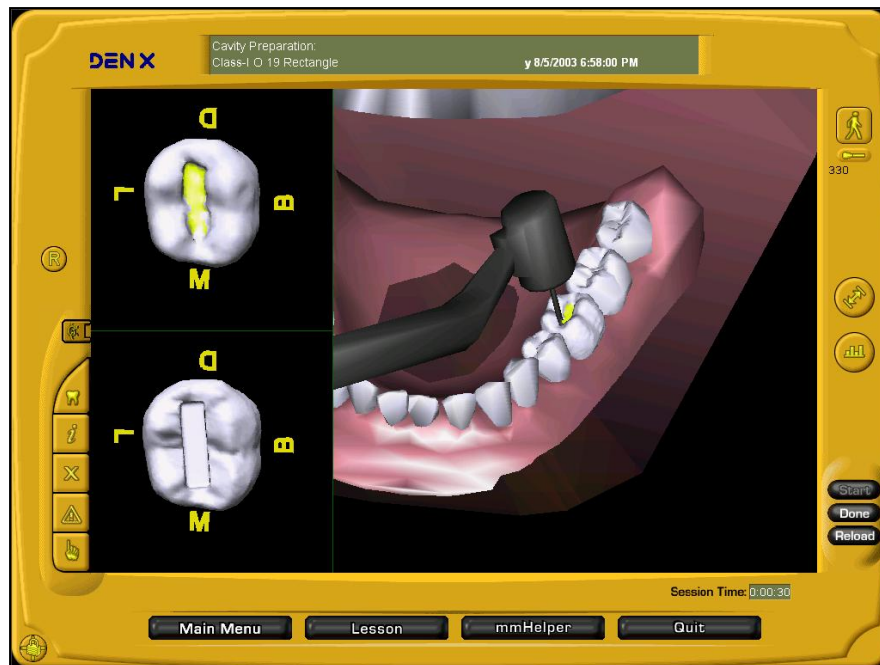 DENX
Cavity Preparation:
Class-I O 19 Rectangle
y 8/5/2003 6:58:00 PM
D
L
B
M
D
L
B
M
R
330
i
Start
Done
Reload
Session Time: 0:00:30
Main Menu
Lesson
mmHelper
Quit